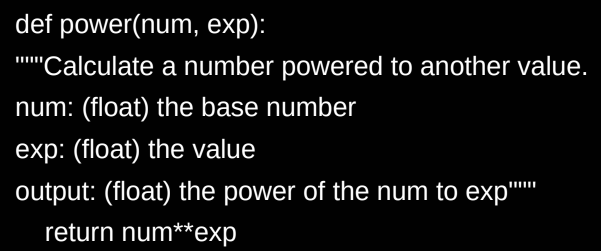 def power(num, exp):
"""Calculate a number powered to another value.
num: (float) the base number
exp: (float) the value
output: (float) the power of the num to exp"""
    return num**exp